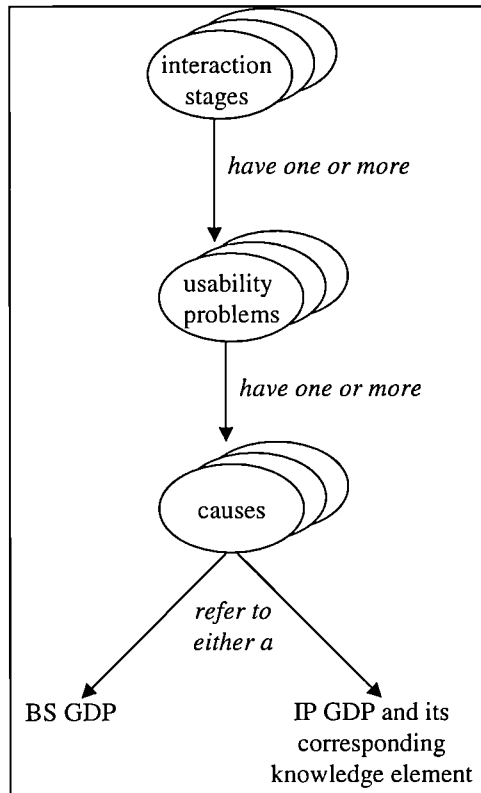 interaction
stages
have one or more
usability
problems
have one or more
causes
refer to
either a
BS GDP
IP GDP and its
corresponding
knowledge element